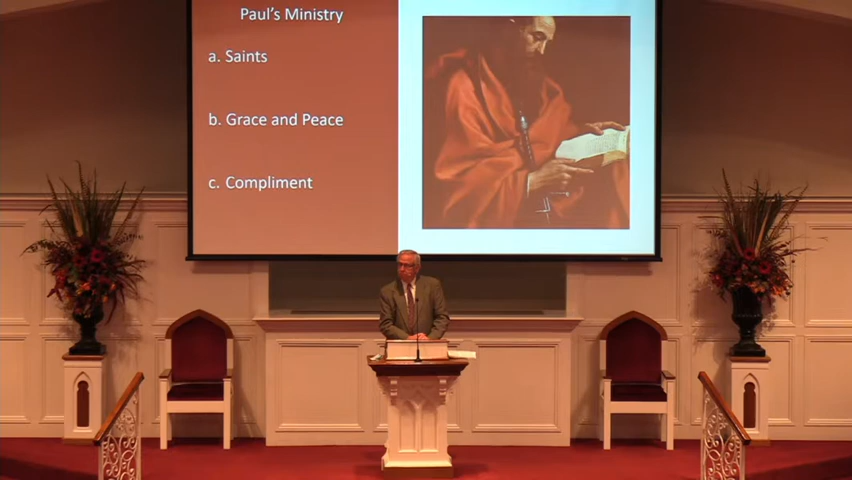 Paul's Ministry
a. Saints
b. Grace and Peace
c. Compliment